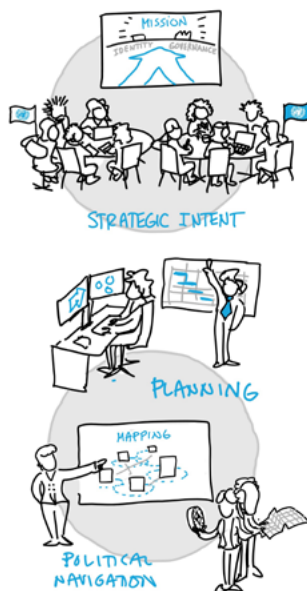 MISSION
IDENTITY GOVERNANCE
STRATEGIC INTENT
PLANNING
MAPPING
POLITICAL
NAVIGATION